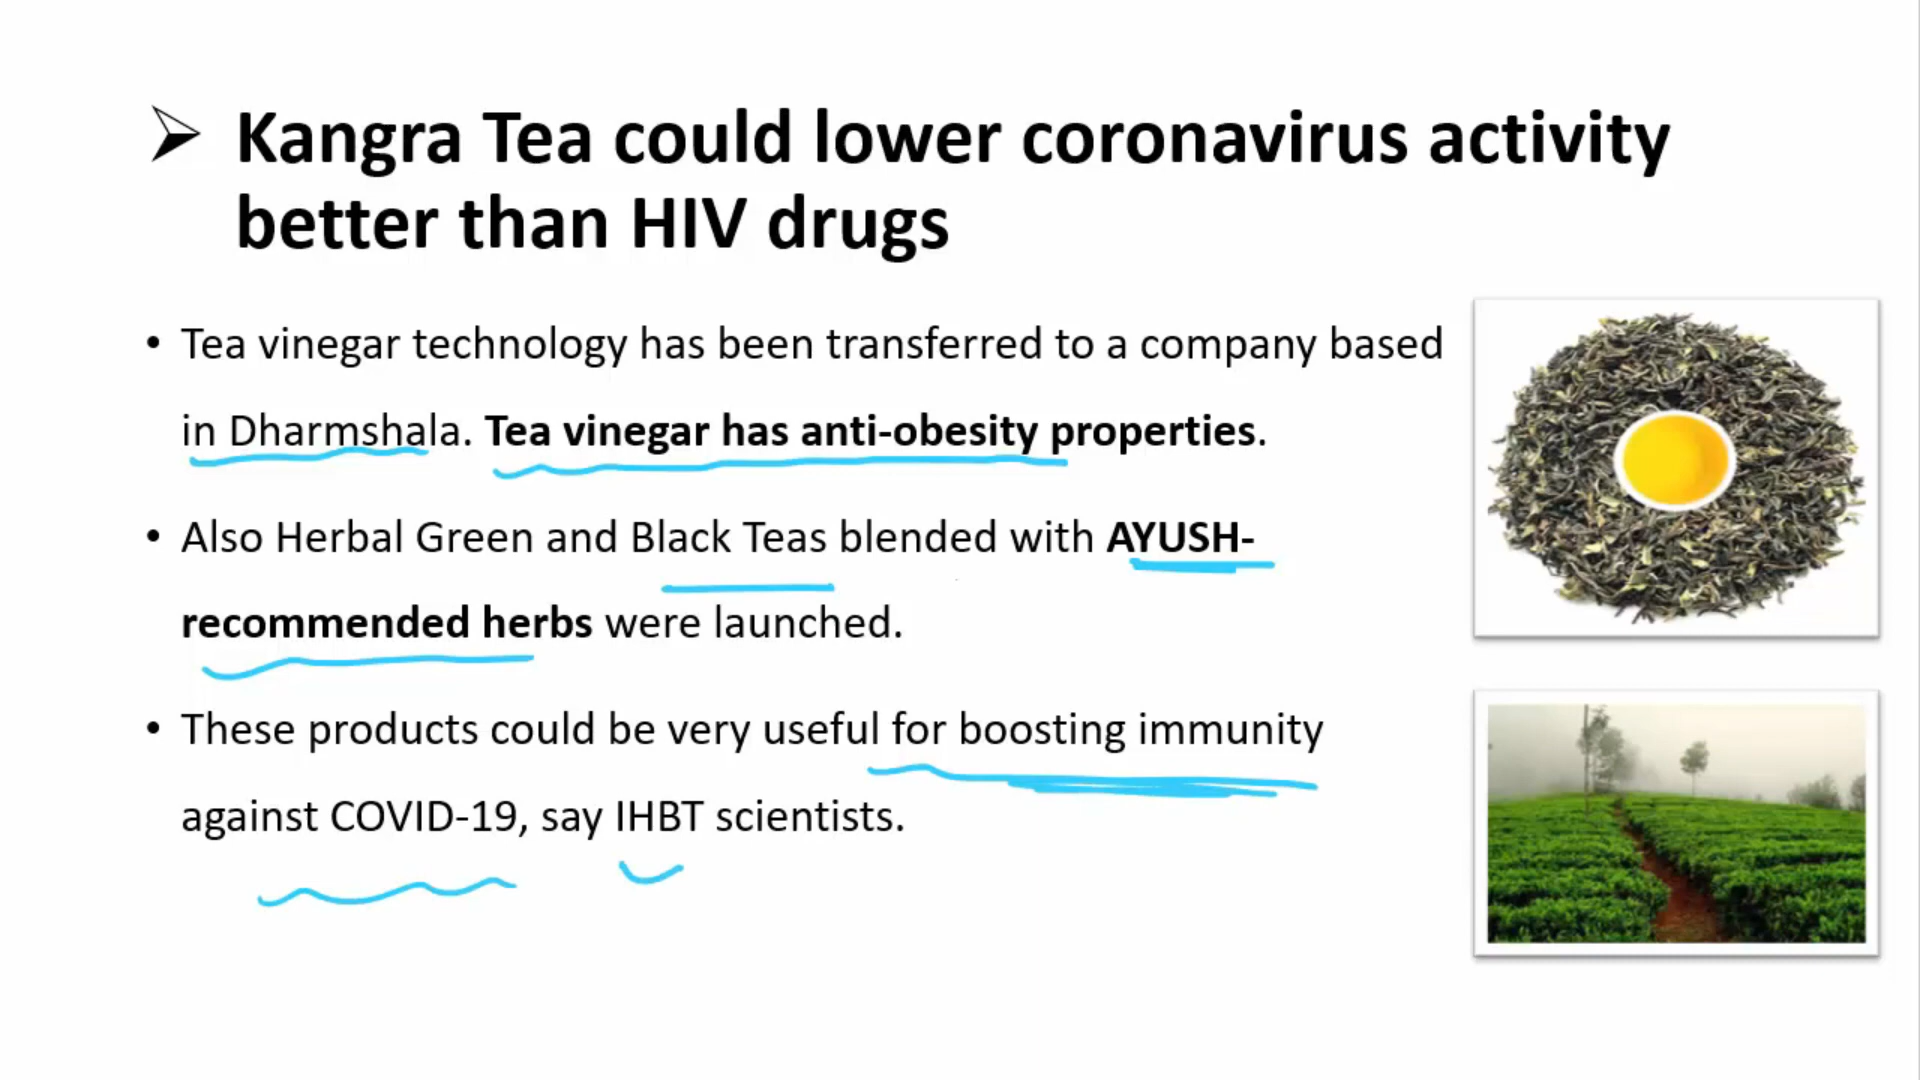 ➢ Kangra Tea could lower coronavirus activity
better than HIV drugs
• Tea vinegar technology has been transferred to a company based
in Dharmshala. Tea vinegar has anti-obesity properties.
• Also Herbal Green and Black Teas blended with AYUSH-
recommended herbs were launched.
• These products could be very useful for boosting immunity
against COVID-19, say IHBT scientists.